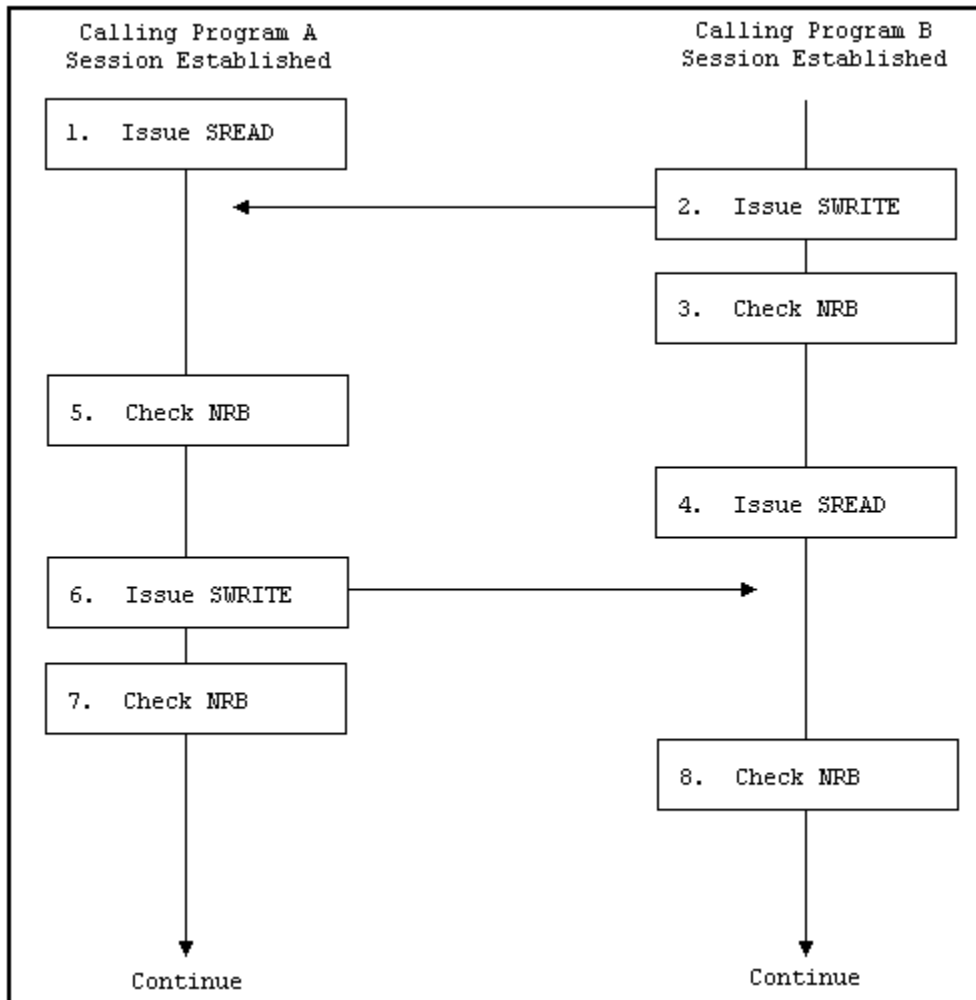 Calling Program A
Session Established
Calling Program B
Session Established
1. Issue SREAD
2. Issue SWRITE
3. Check NRB
5. Check NRB
4. Issue SREAD
6. Issue SWRITE
7. Check NRB
8. Check NRB
Continue
Continue